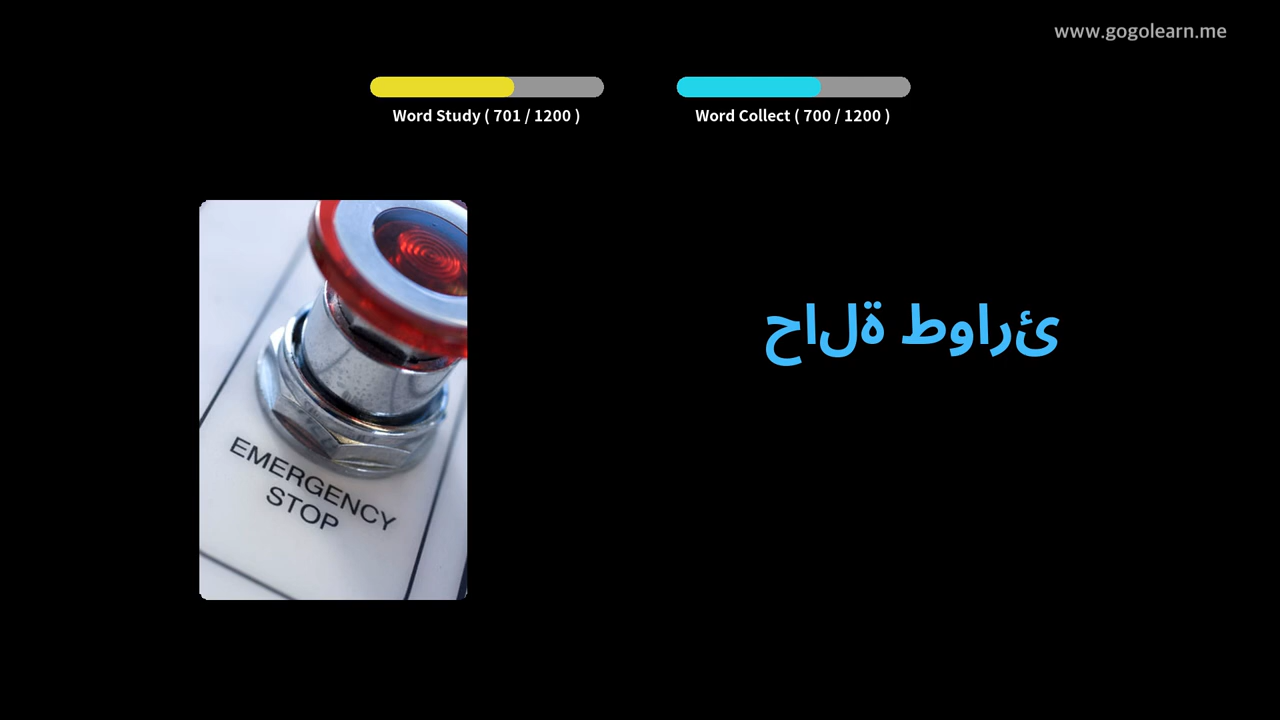 www.gogolearn.me
Word Study ( 701 / 1200 )
Word Collect ( 700 / 1200 )
حالة طوارئ
EMERGENCY
STOP